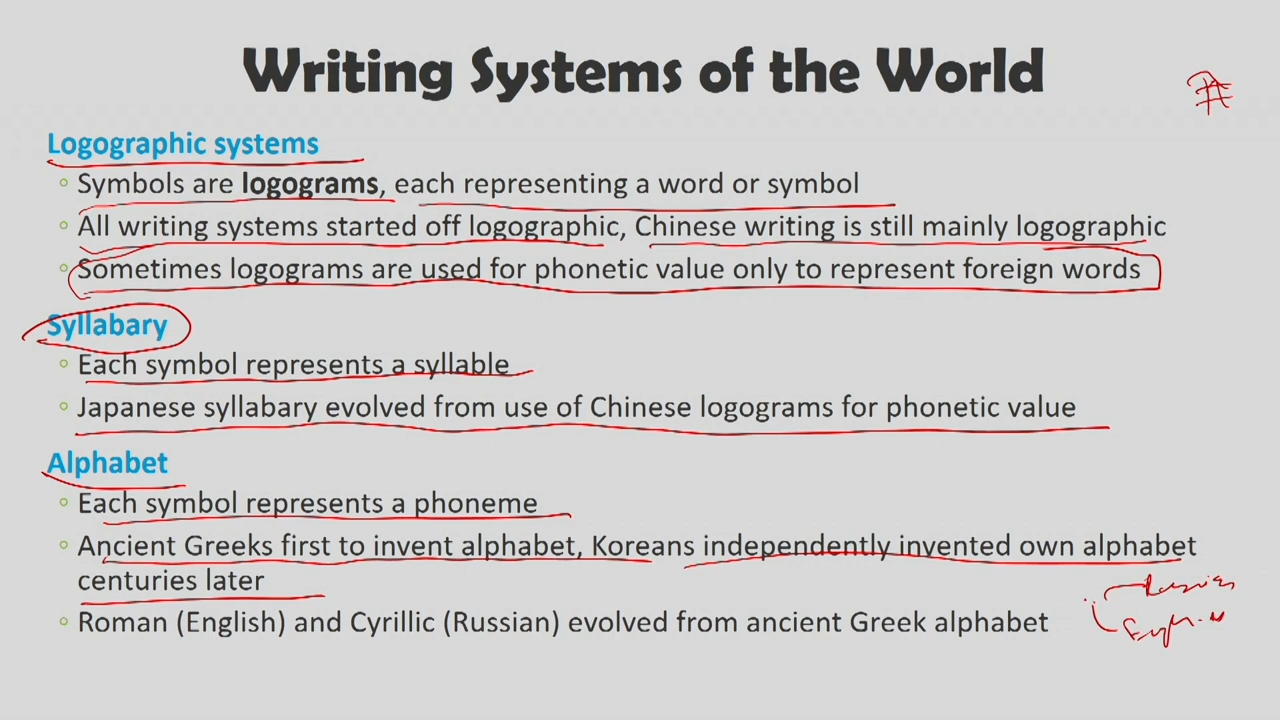 Writing Systems of the World
Logographic systems
◦ Symbols are logograms, each representing a word or symbol
◦ All writing systems started off logographic, Chinese writing is still mainly logographic
◦ Sometimes logograms are used for phonetic value only to represent foreign words
Syllabary
◦ Each symbol represents a syllable
◦ Japanese syllabary evolved from use of Chinese logograms for phonetic value
Alphabet
◦ Each symbol represents a phoneme
◦ Ancient Greeks first to invent alphabet, Koreans independently invented own alphabet
centuries later
Russian
◦ Roman (English) and Cyrillic (Russian) evolved from ancient Greek alphabet
English